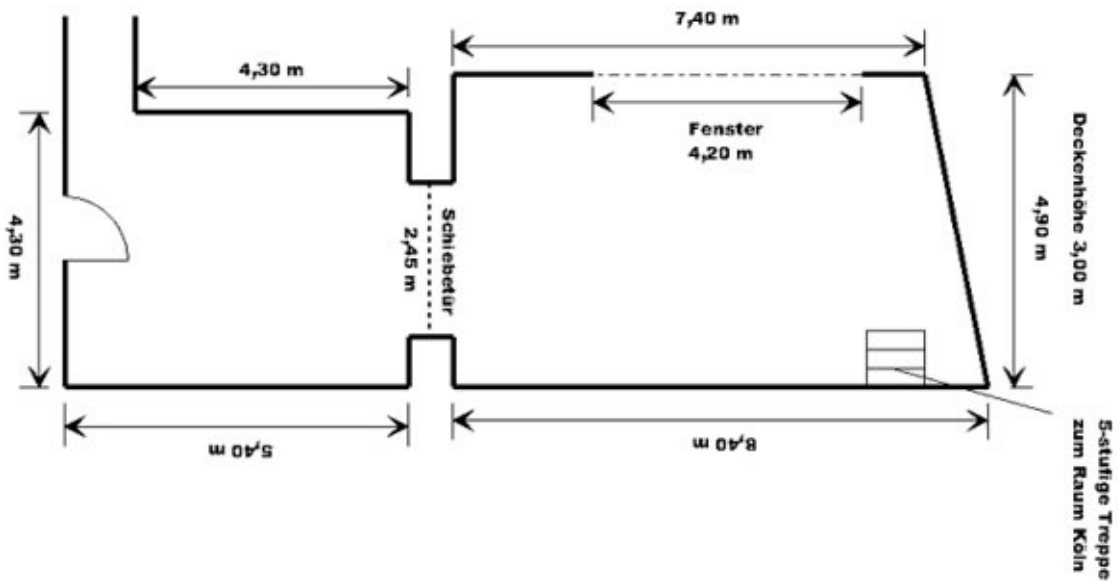 7,40 m
4,30 m
Fenster
4,20 m
Deckenhöhe 3,00 m
4,90 m
4,30 m
Schiebetür
2,45 m
5,40 m
8,40 m
5-stufige Treppe
zum Raum Köln